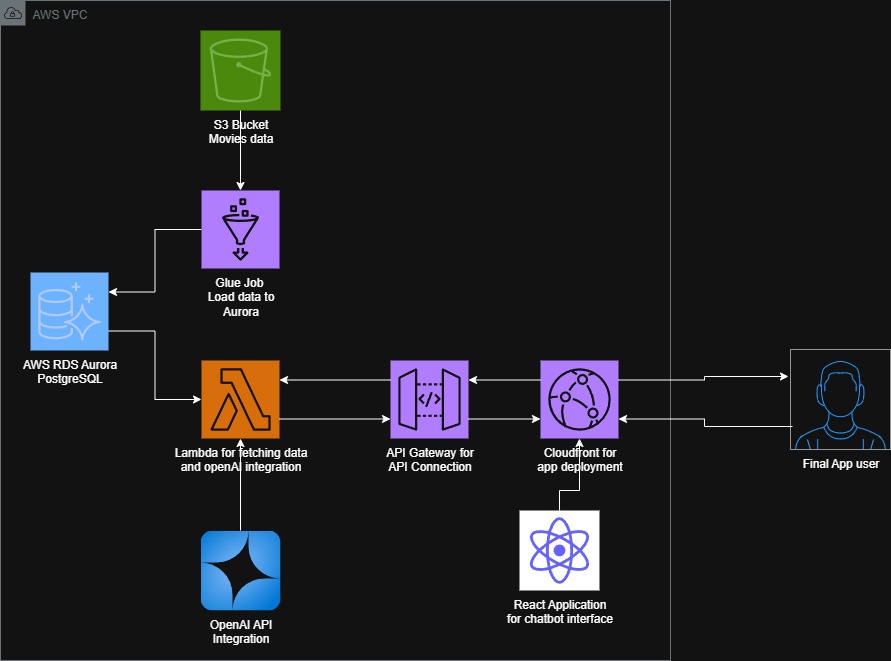 AWS VPC
S3 Bucket
Movies data
Glue Job
Load data to
Aurora
AWS RDS Aurora
PostgreSQL
Lambda for fetching data
and openAI integration
API Gateway for
API Connection
Cloudfront for
app deployment
Final App user
OpenAI API
Integration
React Application
for chatbot interface